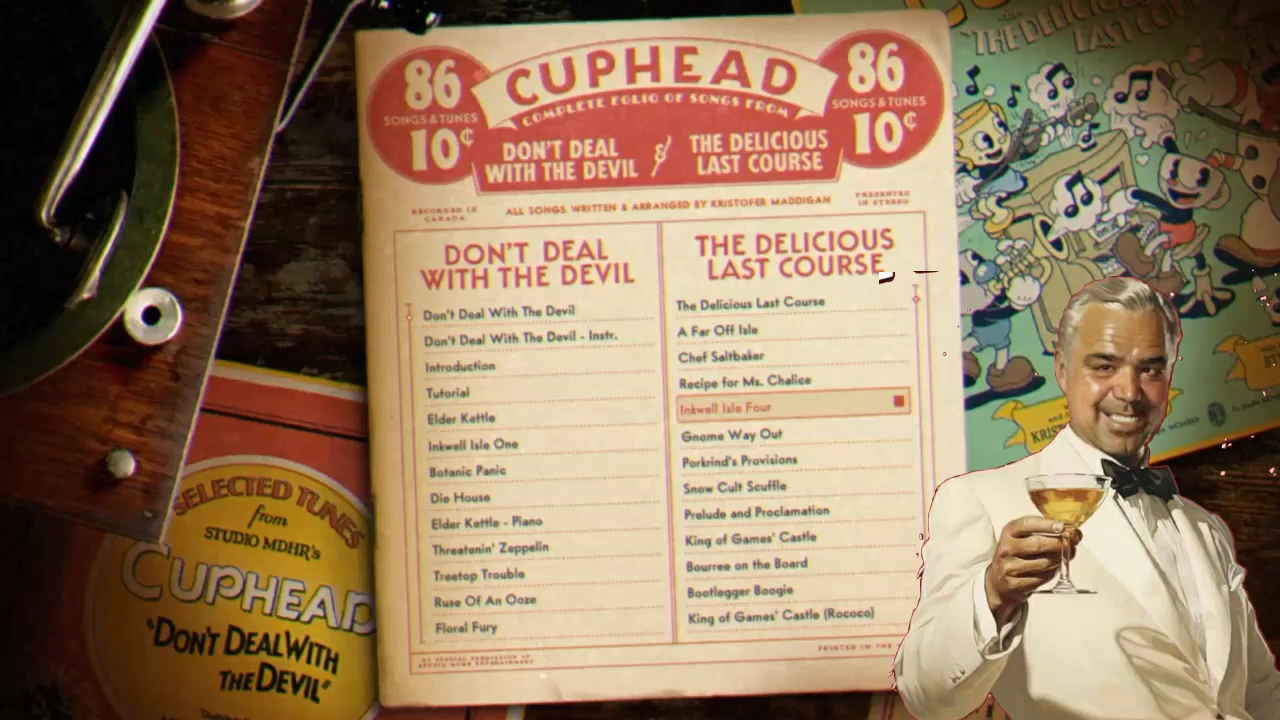 86
SONGS & TUNES
10¢
CUPHEAD
COMPLETE FOLIO OF SONGS FROM
DON'T DEAL
WITH THE DEVIL
&
THE DELICIOUS
LAST COURSE
86
SONGS & TUNES
10¢
RECORDED IN
CANADA
ALL SONGS WRITTEN & ARRANGED BY KRISTOFER MADDIGAN
PRESENTED
IN STEREO
DON'T DEAL
WITH THE DEVIL
Don't Deal With The Devil
Don't Deal With The Devil - Instr.
Introduction
Tutorial
Elder Kettle
Inkwell Isle One
Botanic Panic
Die House
Elder Kettle - Piano
Threatenin' Zeppelin
Treetop Trouble
Ruse Of An Ooze
Floral Fury
THE DELICIOUS
LAST COURSE
The Delicious Last Course
A Far Off Isle
Chef Saltbaker
Recipe for Ms. Chalice
Inkwell Isle Four
Gnome Way Out
Porkrind's Provisions
Snow Cult Scuffle
Prelude and Proclamation
King of Games' Castle
Bourree on the Board
Bootlegger Boogie
King of Games' Castle (Rococo)
PRINTED IN THE
SELECTED TUNES
from
STUDIO MDHR's
CUPHEAD
"DON'T DEAL WITH
THE DEVIL"
"THE DELICIOUS
LAST COURSE